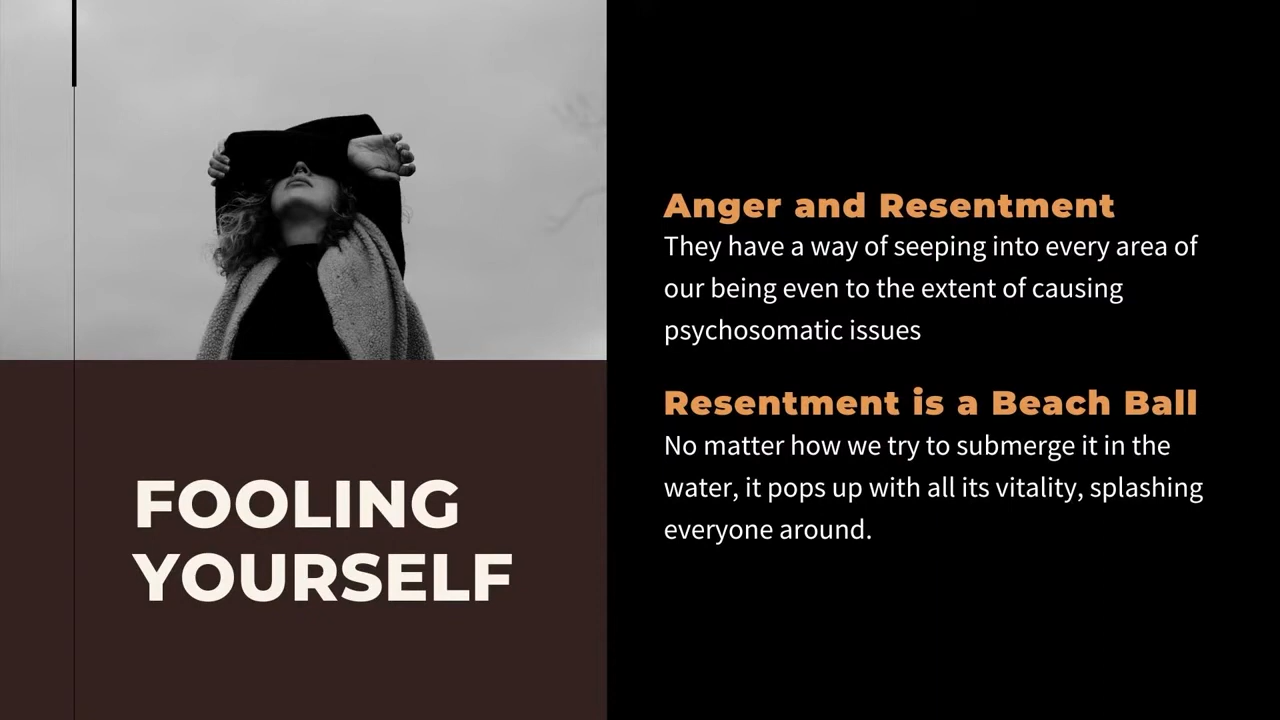 FOOLING
YOURSELF
Anger and Resentment
They have a way of seeping into every area of
our being even to the extent of causing
psychosomatic issues
Resentment is a Beach Ball
No matter how we try to submerge it in the
water, it pops up with all its vitality, splashing
everyone around.